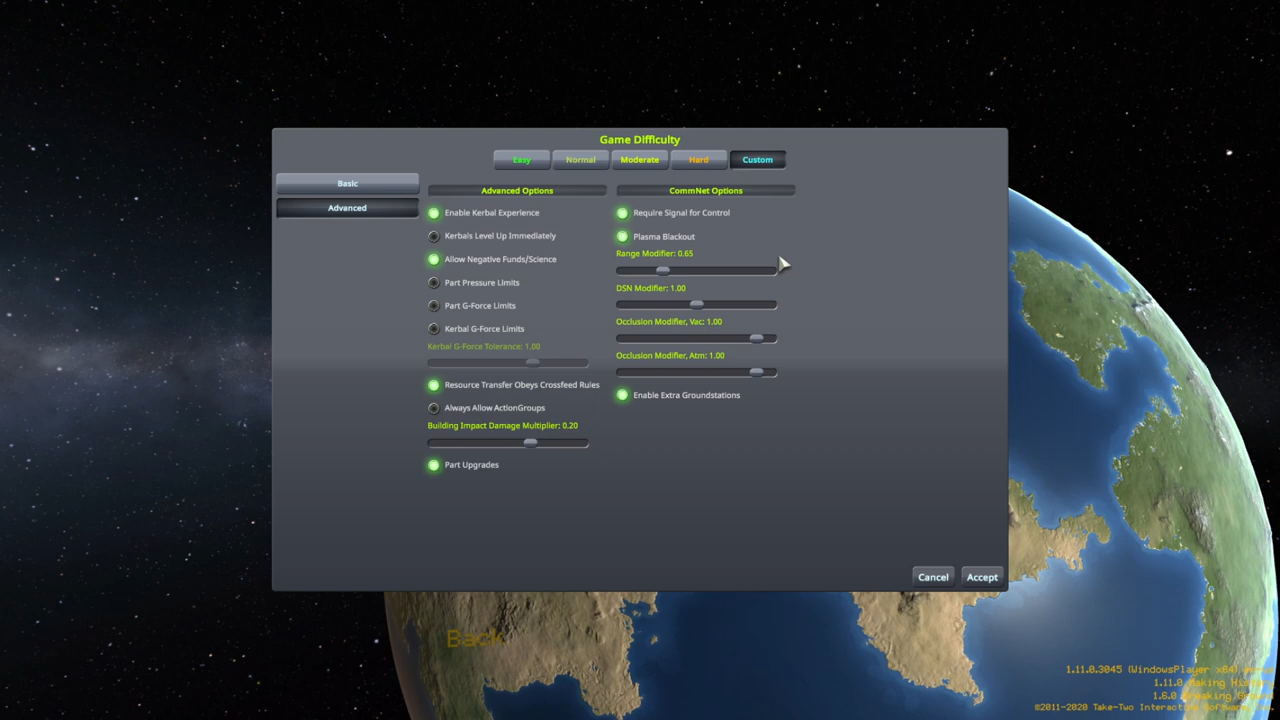 Game Difficulty
Easy Normal Moderate Hard Custom
Basic
Advanced
Advanced Options
Enable Kerbal Experience
Kerbals Level Up Immediately
Allow Negative Funds/Science
Part Pressure Limits
Part G-Force Limits
Kerbal G-Force Limits
Kerbal G-Force Tolerance: 1.00
Resource Transfer Obeys Crossfeed Rules
Always Allow ActionGroups
Building Impact Damage Multiplier: 0.20
Part Upgrades
CommNet Options
Require Signal for Control
Plasma Blackout
Range Modifier: 0.65
DSN Modifier: 1.00
Occlusion Modifier, Vac: 1.00
Occlusion Modifier, Atm: 1.00
Enable Extra Groundstations
Cancel Accept
Back
1.11.0.3045 (WindowsPlayer x64)
1.11.0 Making
1.6.0 Breaking
©2011-2020 Take-Two Interactive Software, Inc.